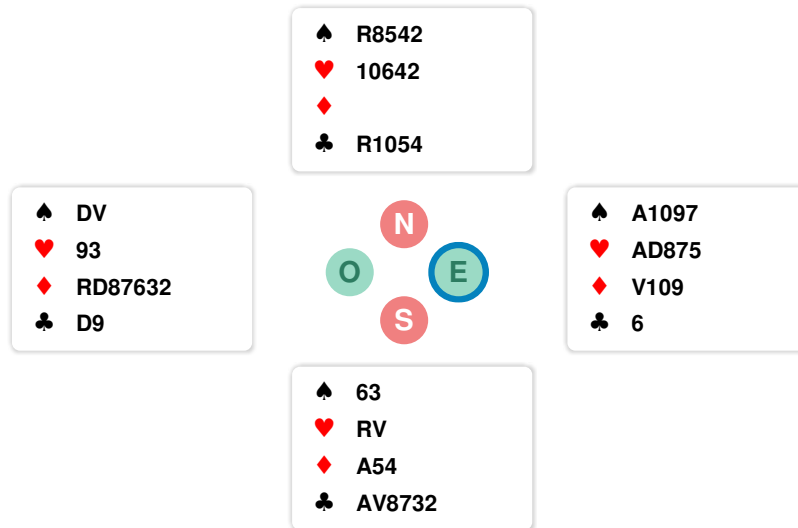 ♠ R8542
♥ 10642
♦
♣ R1054
♠ DV
♥ 93
♦ RD87632
♣ D9
N
O
E
S
♠ A1097
♥ AD875
♦ V109
♣ 6
♠ 63
♥ RV
♦ A54
♣ AV8732